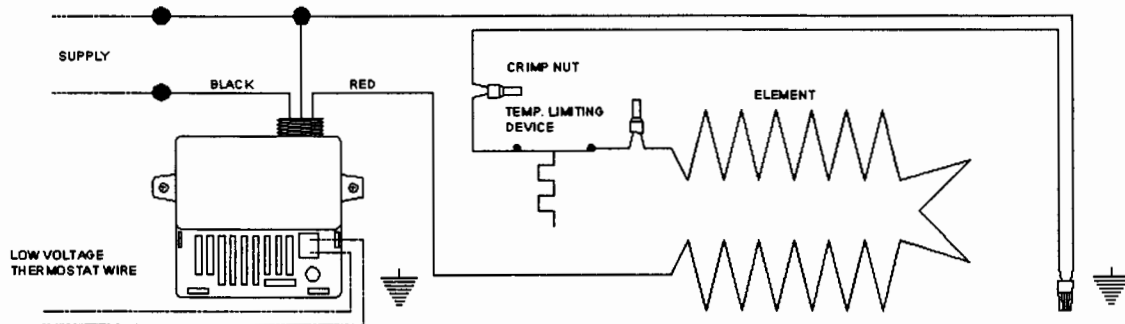 SUPPLY
BLACK
RED
CRIMP NUT
TEMP. LIMITING
DEVICE
ELEMENT
LOW VOLTAGE
THERMOSTAT WIRE